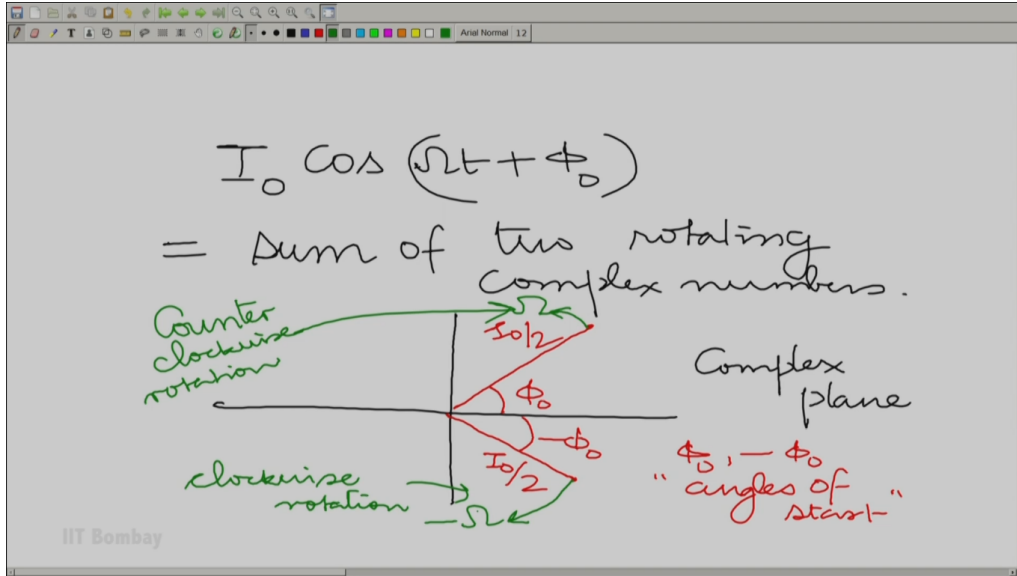 Arial Normal 12
I₀ cos (Ωt + Φ₀)
= sum of two rotating
complex numbers.
Counter
clockwise
rotation
Ω
I₀/2
Φ₀
Complex
plane
-Φ₀
I₀/2
Φ₀, - Φ₀
" angles of "
start
clockwise
rotation
-Ω
IIT Bombay